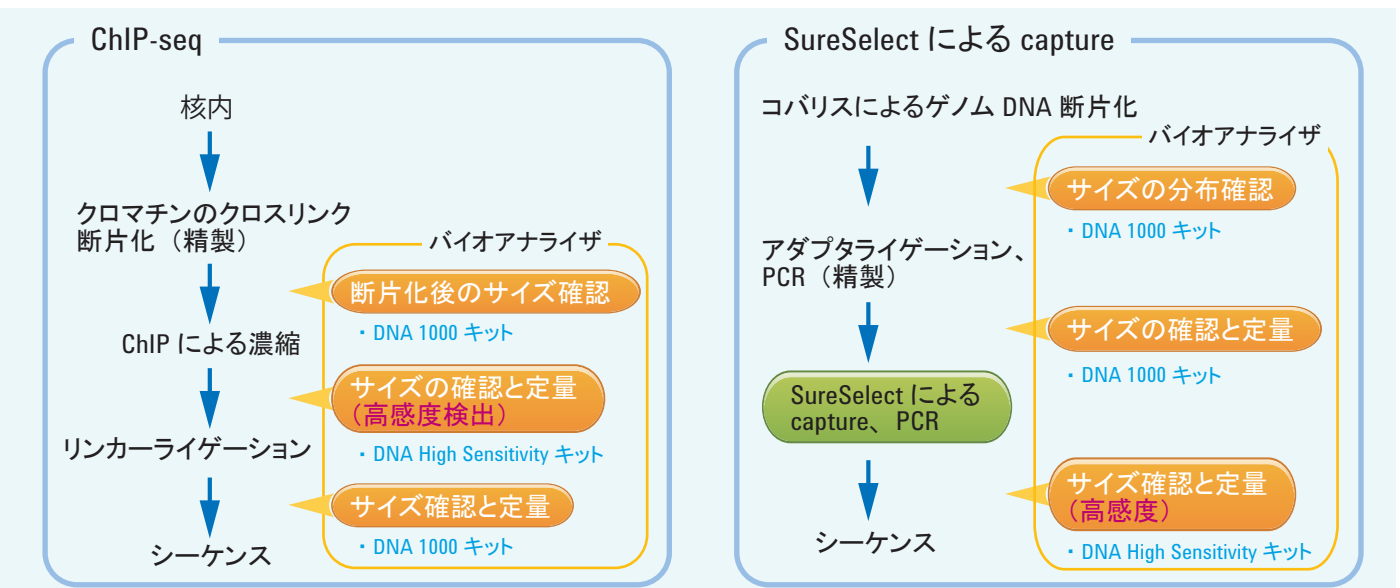 ChIP-seq
核内
クロマチンのクロスリンク
断片化（精製）
バイオアナライザ
断片化後のサイズ確認
・DNA 1000 キット
ChIP による濃縮
サイズの確認と定量
（高感度検出）
・DNA High Sensitivity キット
リンカーライゲーション
サイズ確認と定量
・DNA 1000 キット
シーケンス
SureSelect による capture
コバリスによるゲノム DNA 断片化
バイオアナライザ
サイズの分布確認
・DNA 1000 キット
アダプタライゲーション、
PCR（精製）
サイズの確認と定量
・DNA 1000 キット
SureSelect による
capture、PCR
サイズ確認と定量
（高感度）
・DNA High Sensitivity キット
シーケンス